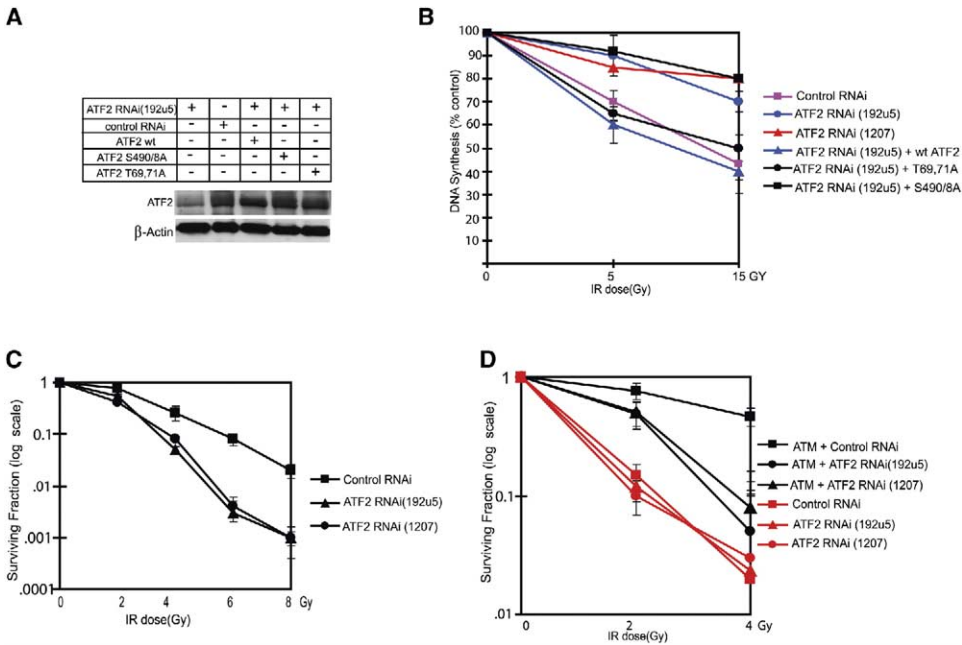 A
ATF2 RNAi(192u5) + - + + +
control RNAi - + - - -
ATF2 wt - - + - -
ATF2 S490/8A - - - + -
ATF2 T69,71A - - - - +
ATF2
β-Actin
B
DNA Synthesis (% control)
100
90
80
70
60
50
40
30
20
10
0 5 15 GY
IR dose(Gy)
Control RNAi
ATF2 RNAi (192u5)
ATF2 RNAi (1207)
ATF2 RNAi (192u5) + wt ATF2
ATF2 RNAi (192u5) + T69,71A
ATF2 RNAi (192u5) + S490/8A
C
Surviving Fraction (log scale)
1
0.1
.01
.001
.0001
0 2 4 6 8 Gy
IR dose(Gy)
Control RNAi
ATF2 RNAi(192u5)
ATF2 RNAi (1207)
D
Surviving Fraction (log scale)
1
0.1
.01
0 2 4 Gy
IR dose(Gy)
ATM + Control RNAi
ATM + ATF2 RNAi(192u5)
ATM + ATF2 RNAi (1207)
Control RNAi
ATF2 RNAi (192u5)
ATF2 RNAi (1207)